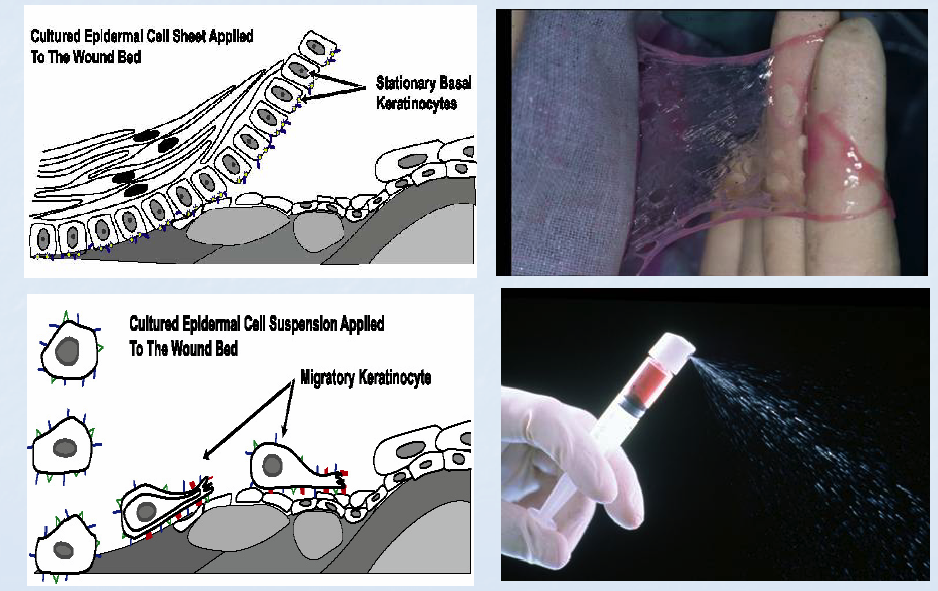 Cultured Epidermal Cell Sheet Applied
To The Wound Bed
Stationary Basal
Keratinocytes
Cultured Epidermal Cell Suspension Applied
To The Wound Bed
Migratory Keratinocyte